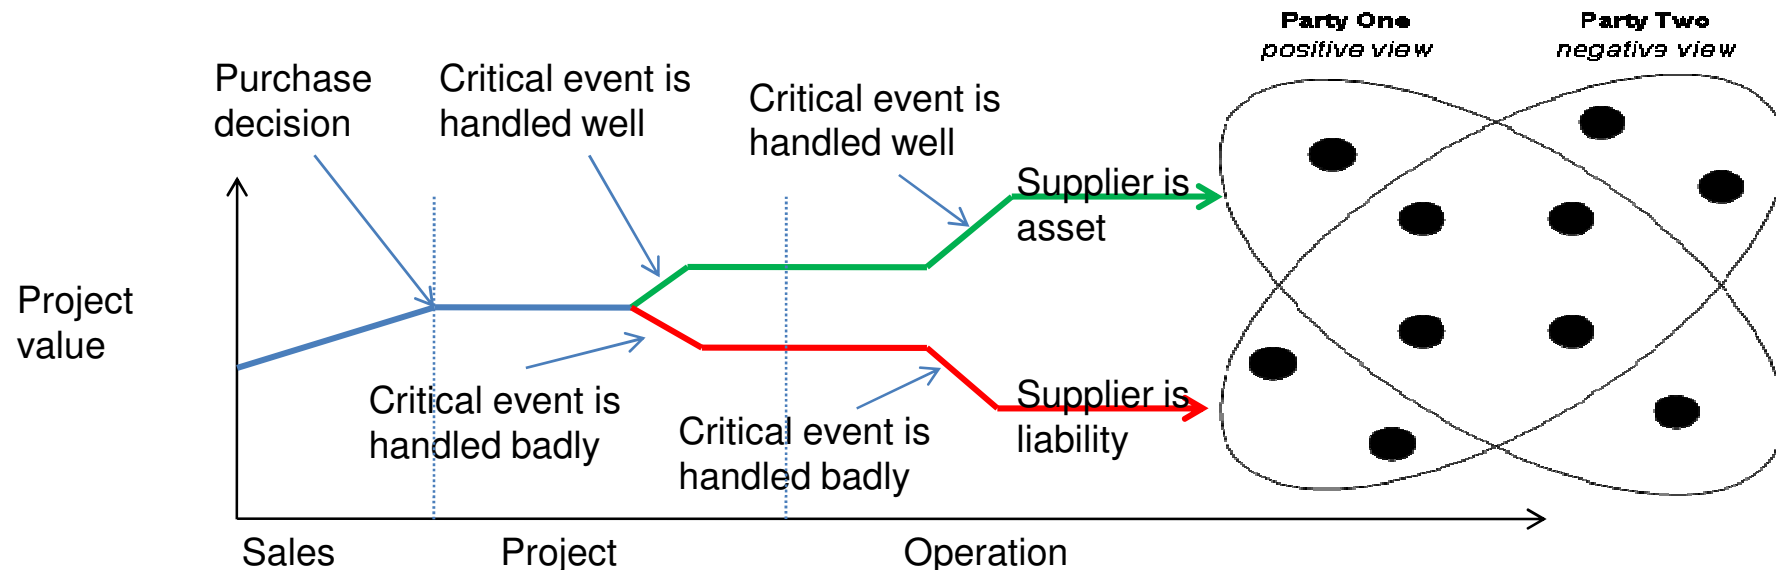 Party One
positive view
Party Two
negative view
Purchase
decision
Critical event is
handled well
Critical event is
handled well
Supplier is
asset
Project
value
Critical event is
handled badly
Critical event is
handled badly
Supplier is
liability
Sales
Project
Operation